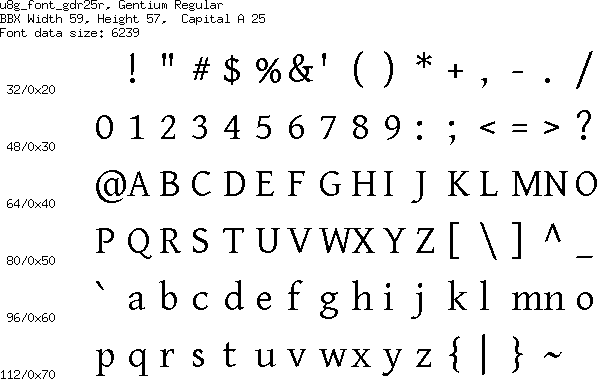 u8g_font_gdr25r, Gentium Regular
BBX Width 59, Height 57,  Capital A 25
Font data size: 6239
32/0x20 ! " # $ % & ' ( ) * + , - . /
48/0x30 0 1 2 3 4 5 6 7 8 9 : ; < = > ?
64/0x40 @ A B C D E F G H I J K L M N O
80/0x50 P Q R S T U V W X Y Z [ \ ] ^ _
96/0x60 ` a b c d e f g h i j k l m n o
112/0x70 p q r s t u v w x y z { | } ~